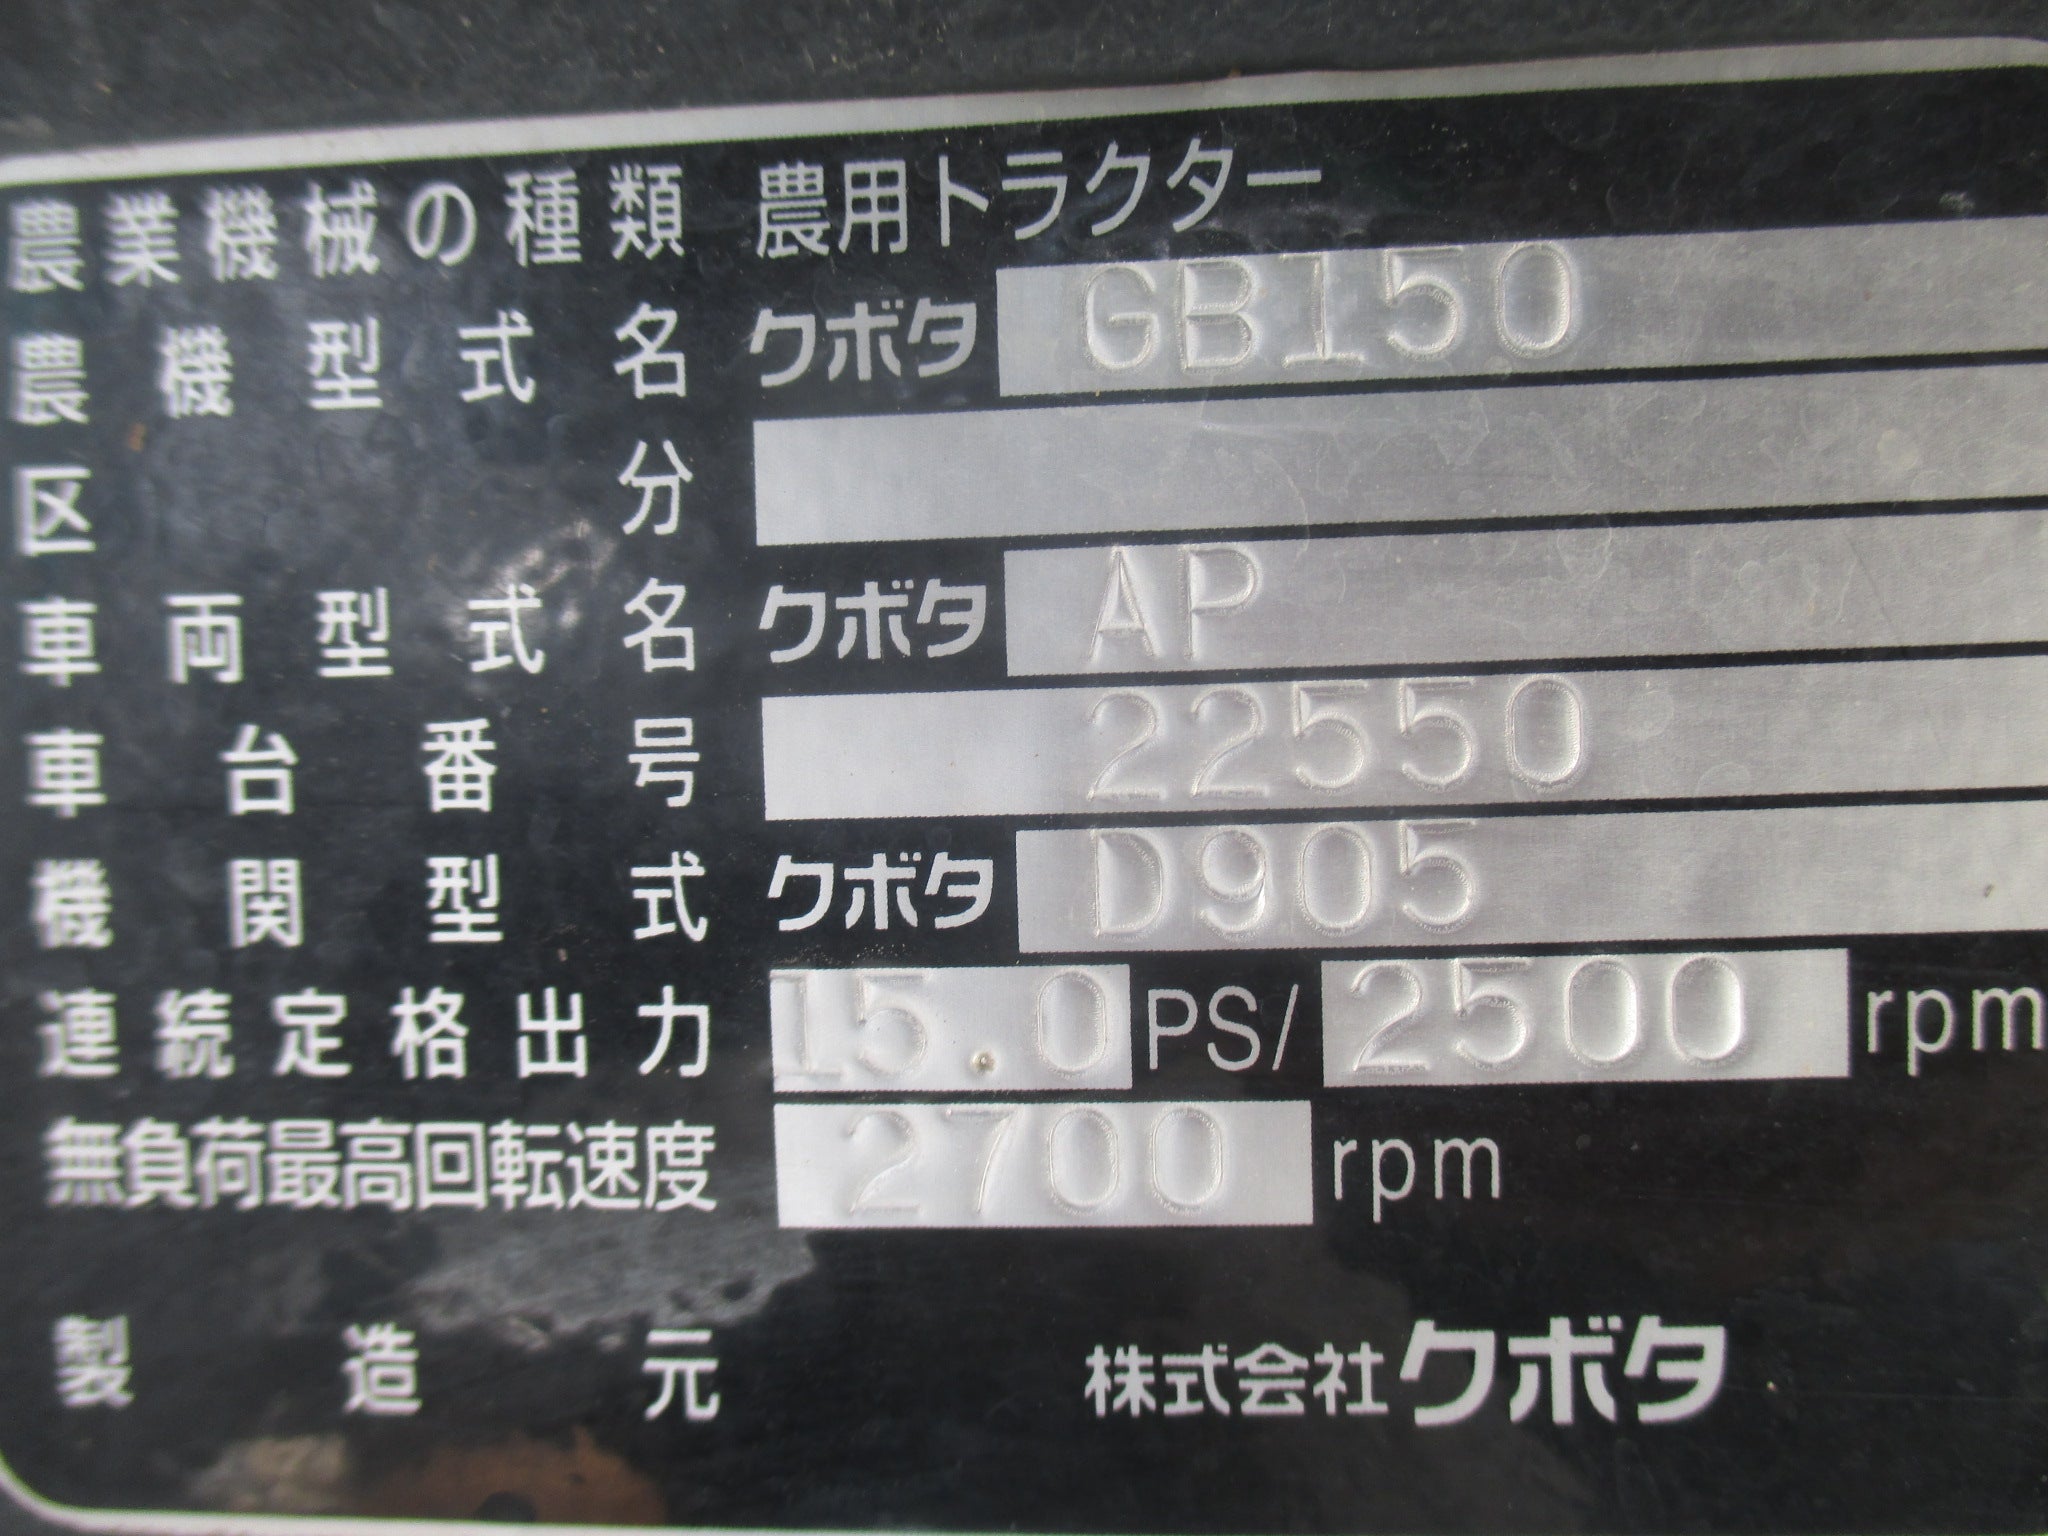 農業機械の種類 農用トラクター
農機型式名 クボタ GB150
区分
車両型式名 クボタ AP
車台番号 22550
機関型式 クボタ D905
連続定格出力 15.0 PS/ 2500 rpm
無負荷最高回転速度 2700 rpm
製造元 株式会社クボタ